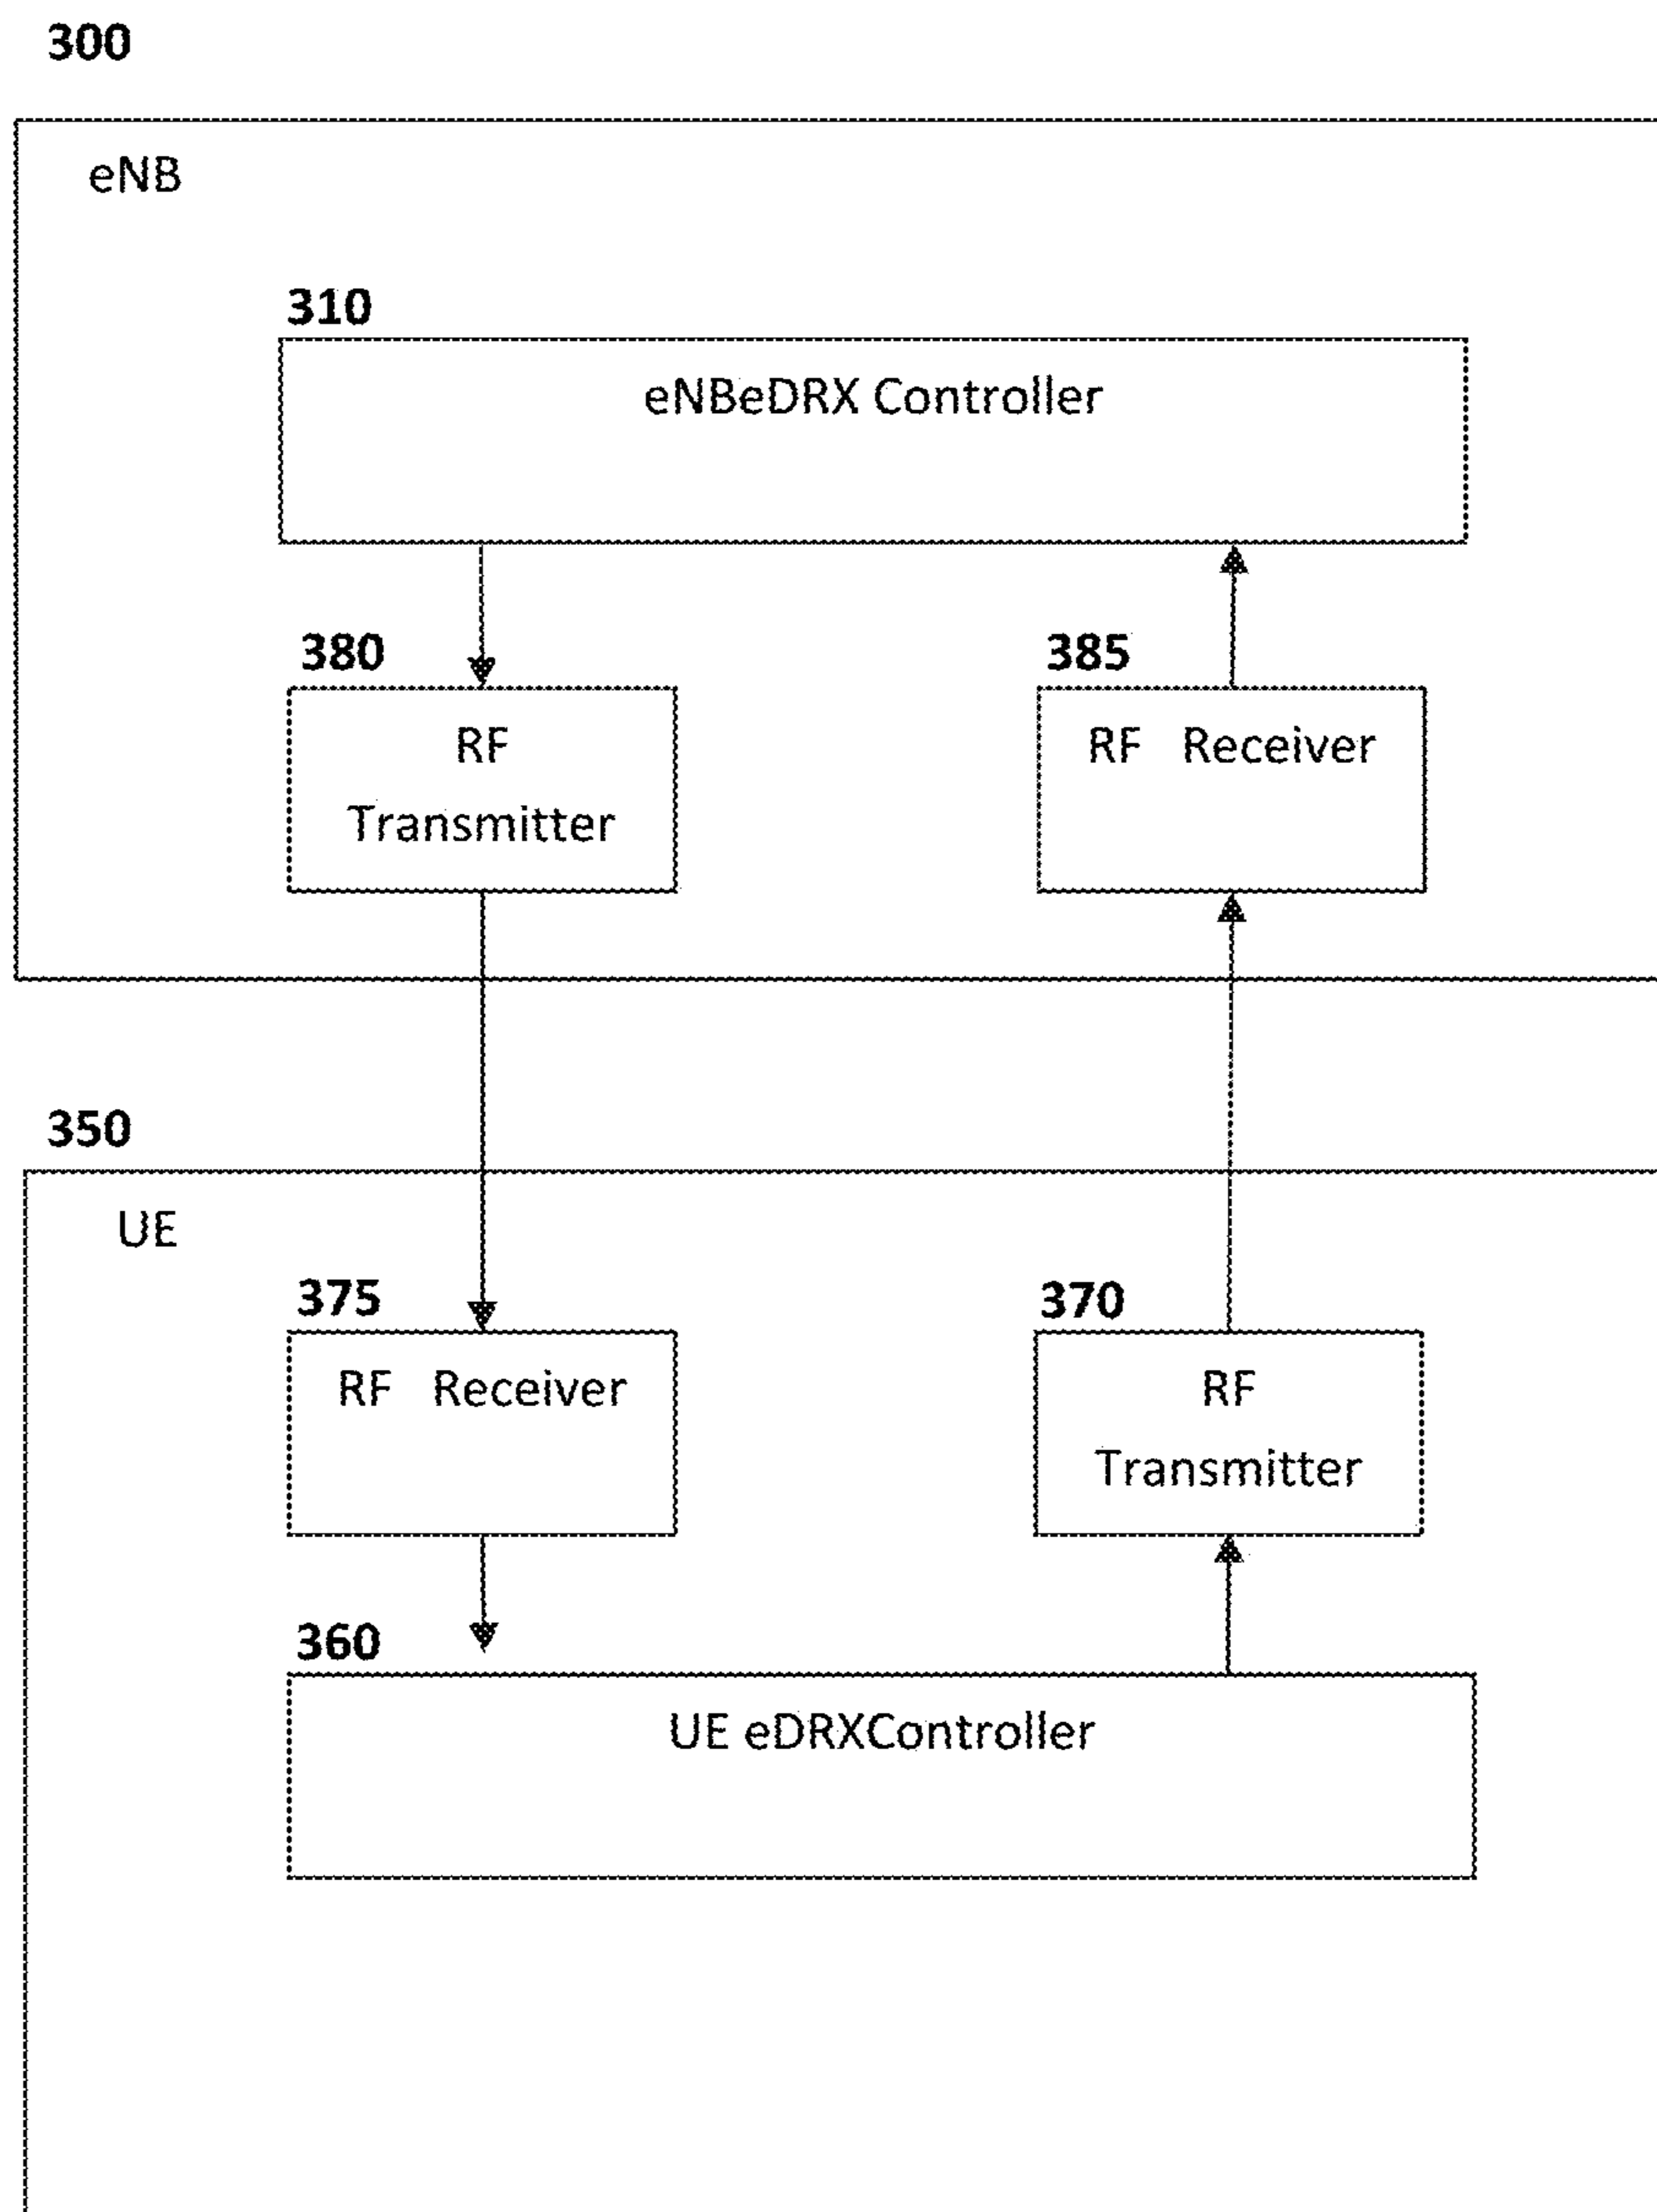 300
eNB
310
eNBeDRX Controller
380
385
RF
Transmitter
RF Receiver
350
UE
375
370
RF Receiver
RF
Transmitter
360
UE eDRXController